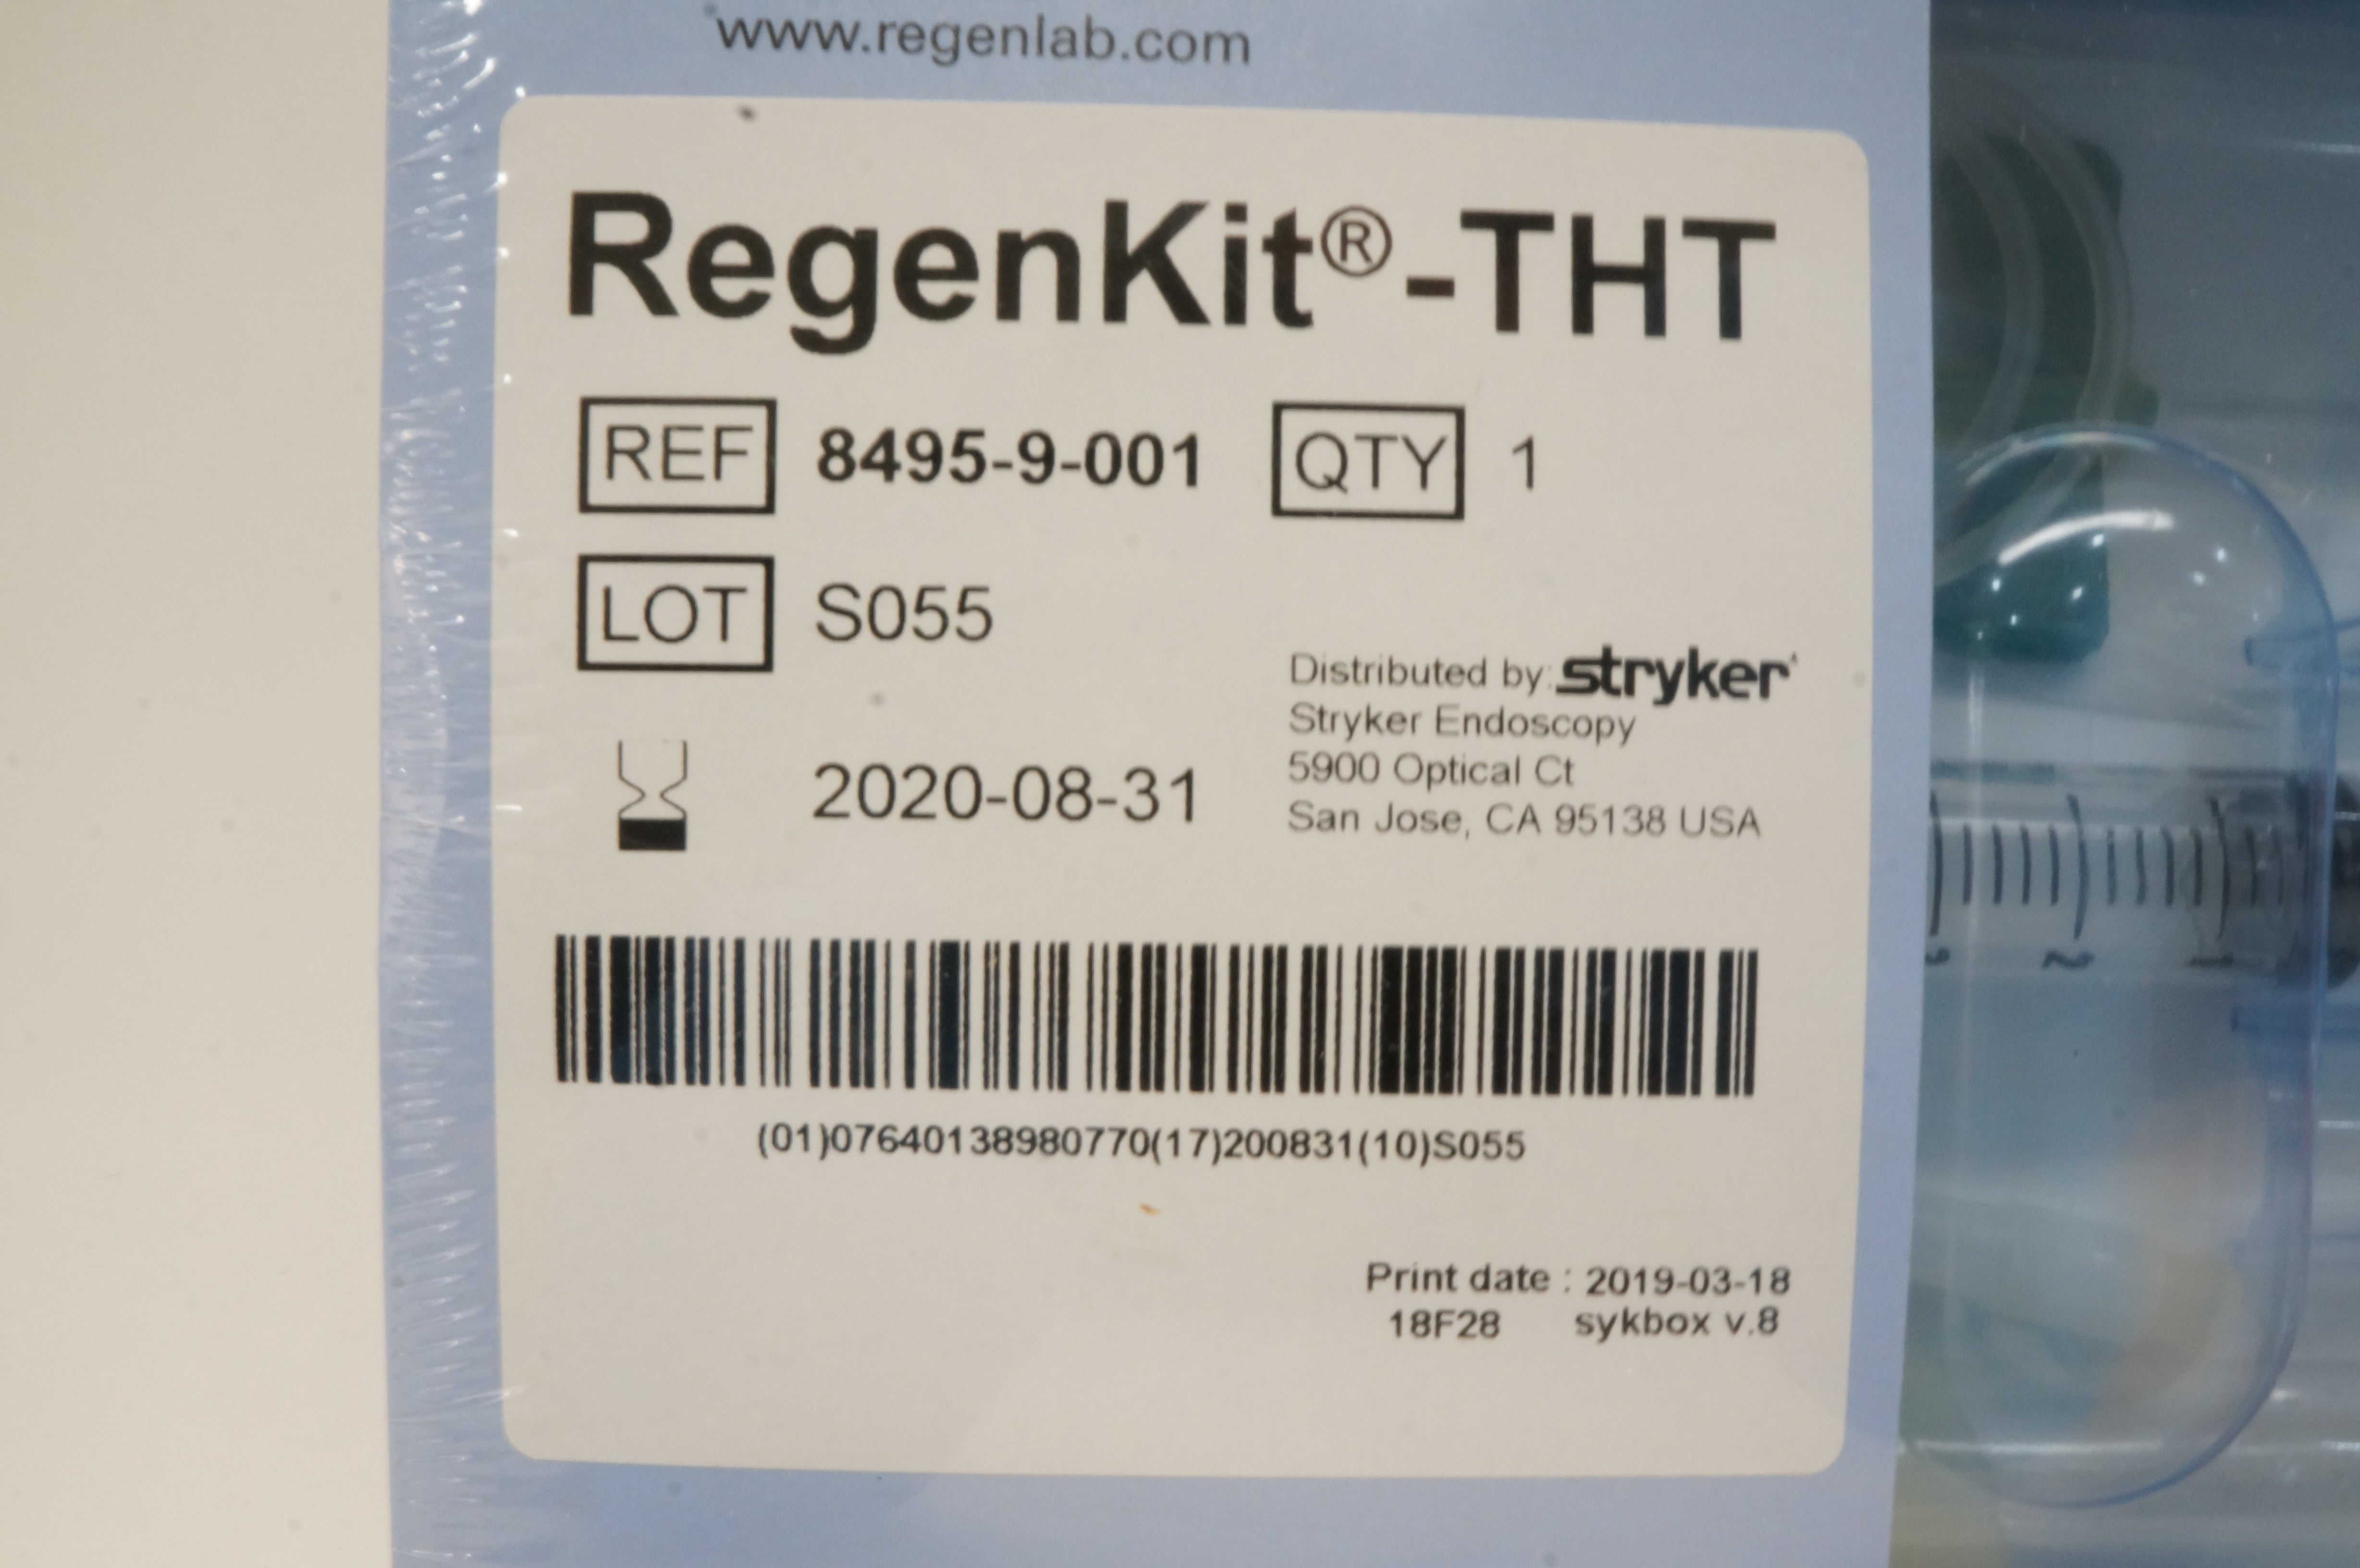 www.regenlab.com
RegenKit®-THT
REF 8495-9-001 QTY 1
LOT S055
2020-08-31
Distributed by: stryker
Stryker Endoscopy
5900 Optical Ct
San Jose, CA 95138 USA
(01)07640138980770(17)200831(10)S055
Print date : 2019-03-18
18F28 sykbox v.8
2 1